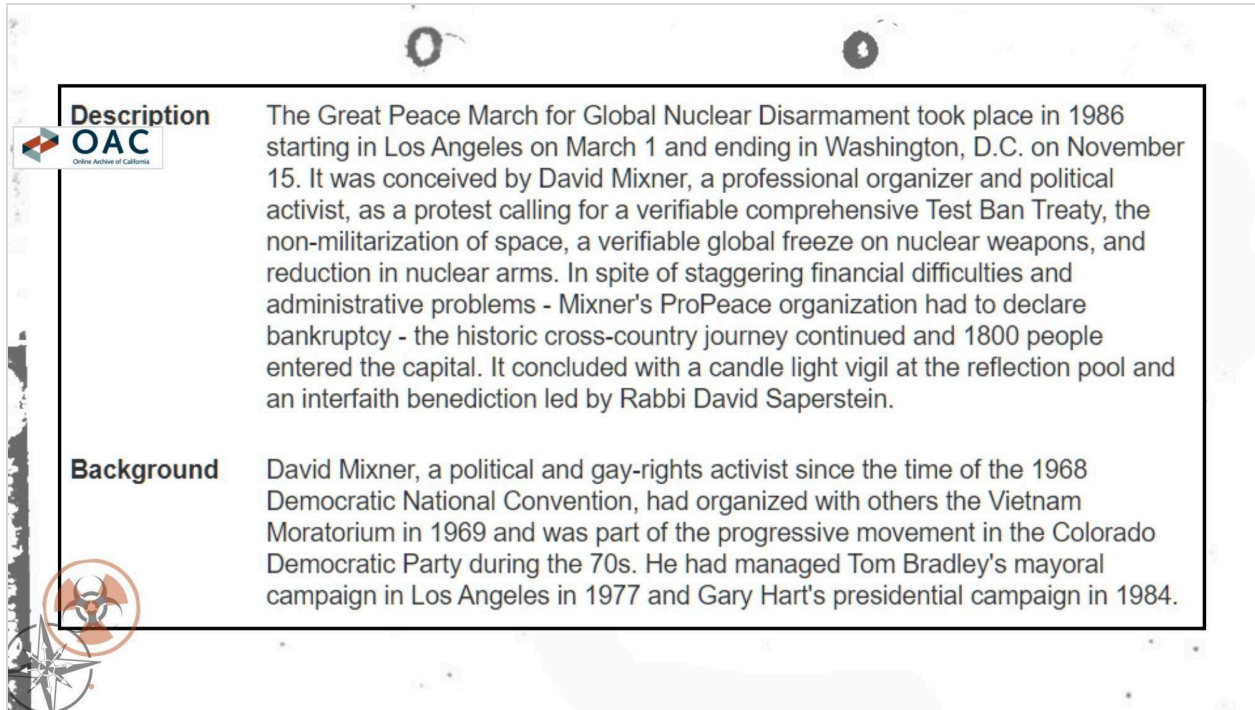 Description
OAC
Online Archive of California
The Great Peace March for Global Nuclear Disarmament took place in 1986
starting in Los Angeles on March 1 and ending in Washington, D.C. on November
15. It was conceived by David Mixner, a professional organizer and political
activist, as a protest calling for a verifiable comprehensive Test Ban Treaty, the
non-militarization of space, a verifiable global freeze on nuclear weapons, and
reduction in nuclear arms. In spite of staggering financial difficulties and
administrative problems - Mixner's ProPeace organization had to declare
bankruptcy - the historic cross-country journey continued and 1800 people
entered the capital. It concluded with a candle light vigil at the reflection pool and
an interfaith benediction led by Rabbi David Saperstein.
Background
David Mixner, a political and gay-rights activist since the time of the 1968
Democratic National Convention, had organized with others the Vietnam
Moratorium in 1969 and was part of the progressive movement in the Colorado
Democratic Party during the 70s. He had managed Tom Bradley's mayoral
campaign in Los Angeles in 1977 and Gary Hart's presidential campaign in 1984.